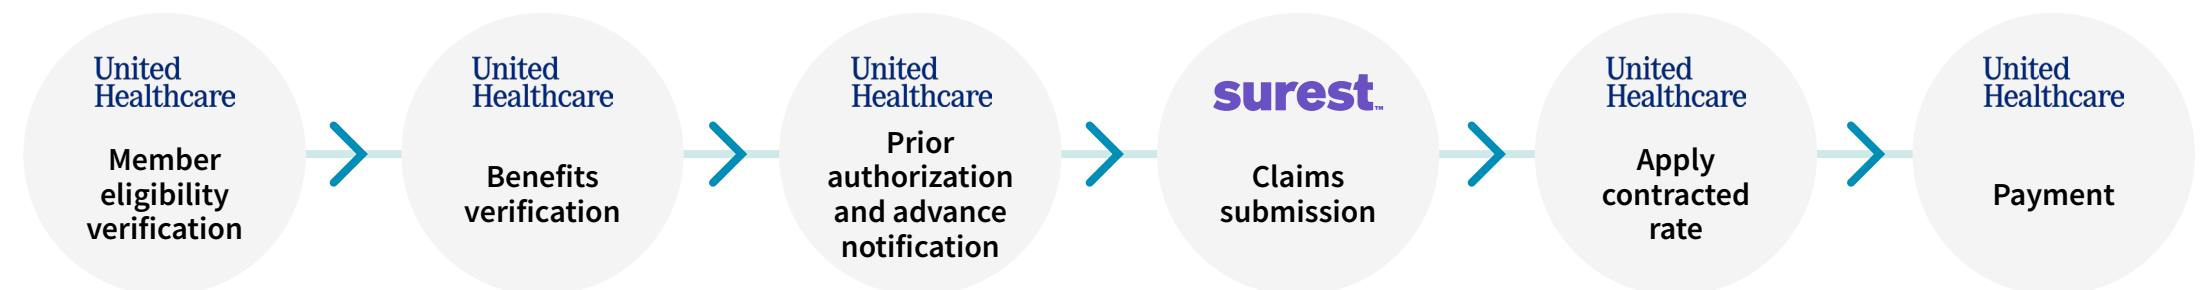 United
Healthcare
Member
eligibility
verification
United
Healthcare
Benefits
verification
United
Healthcare
Prior
authorization
and advance
notification
surest™
Claims
submission
United
Healthcare
Apply
contracted
rate
United
Healthcare
Payment